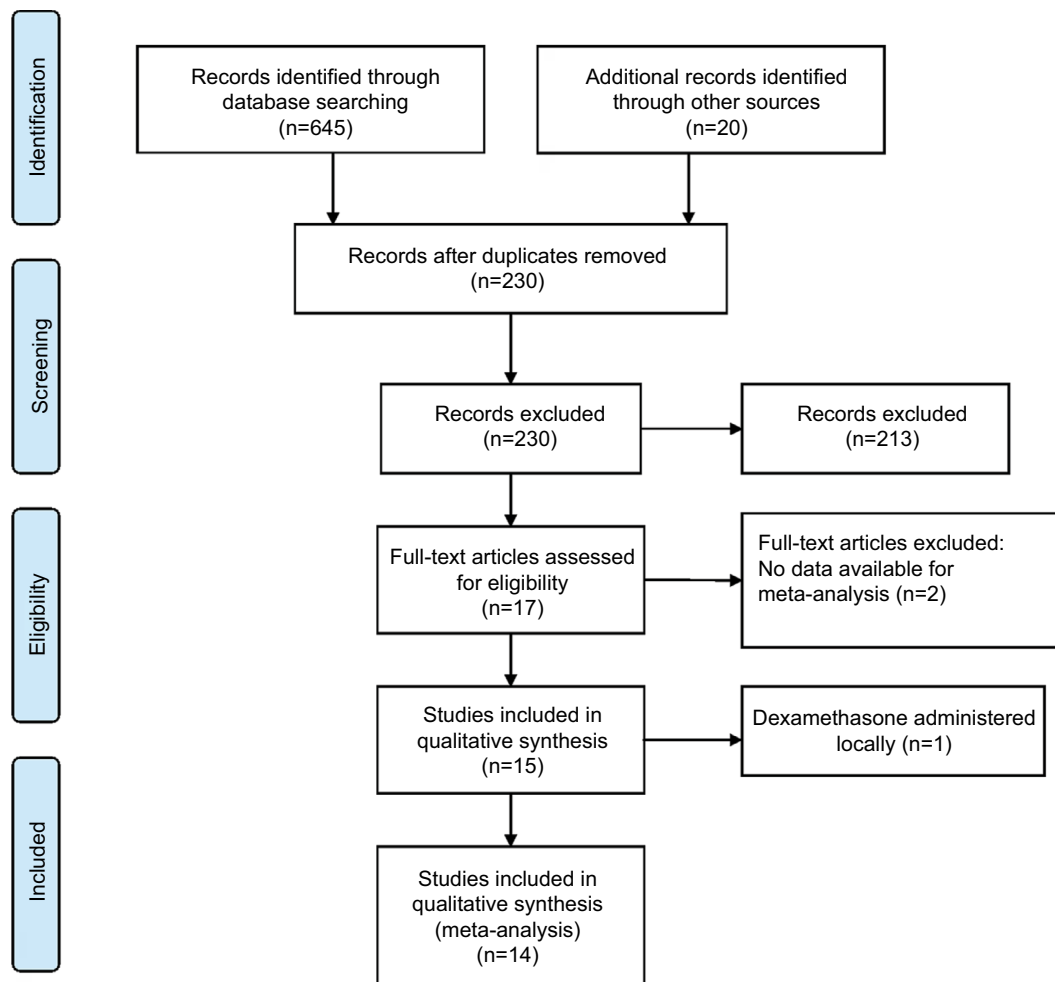 Identification
Records identified through
database searching
(n=645)
Additional records identified
through other sources
(n=20)
Records after duplicates removed
(n=230)
Screening
Records excluded
(n=230)
Records excluded
(n=213)
Eligibility
Full-text articles assessed
for eligibility
(n=17)
Full-text articles excluded:
No data available for
meta-analysis (n=2)
Studies included in
qualitative synthesis
(n=15)
Dexamethasone administered
locally (n=1)
Included
Studies included in
qualitative synthesis
(meta-analysis)
(n=14)